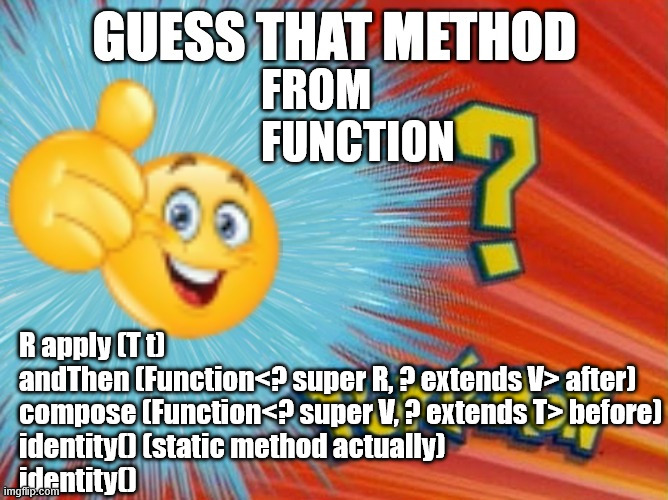 GUESS THAT METHOD
FROM
FUNCTION
?
R apply (T t)
andThen (Function<? super R, ? extends V> after)
compose (Function<? super V, ? extends T> before)
identity() (static method actually)
identity()
imgflip.com